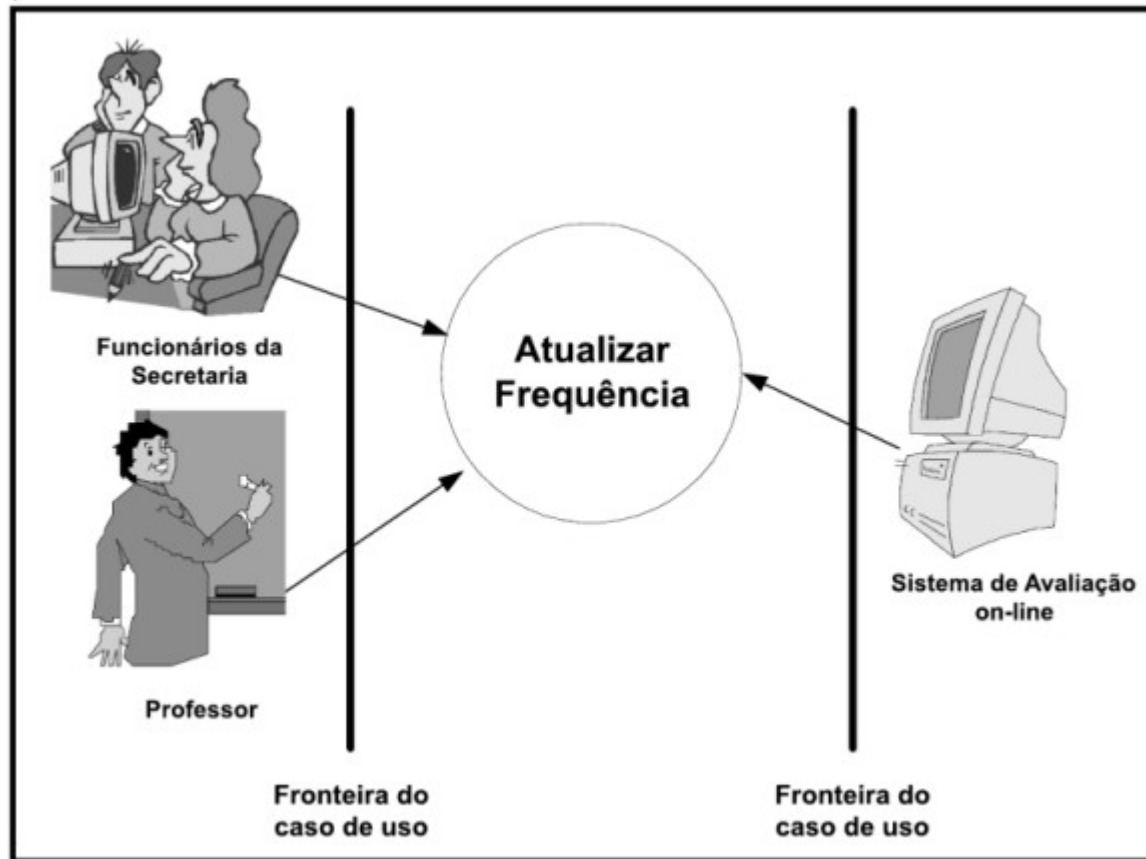 Funcionários da
Secretaria
Atualizar
Frequência
Professor
Sistema de Avaliação
on-line
Fronteira do
caso de uso
Fronteira do
caso de uso